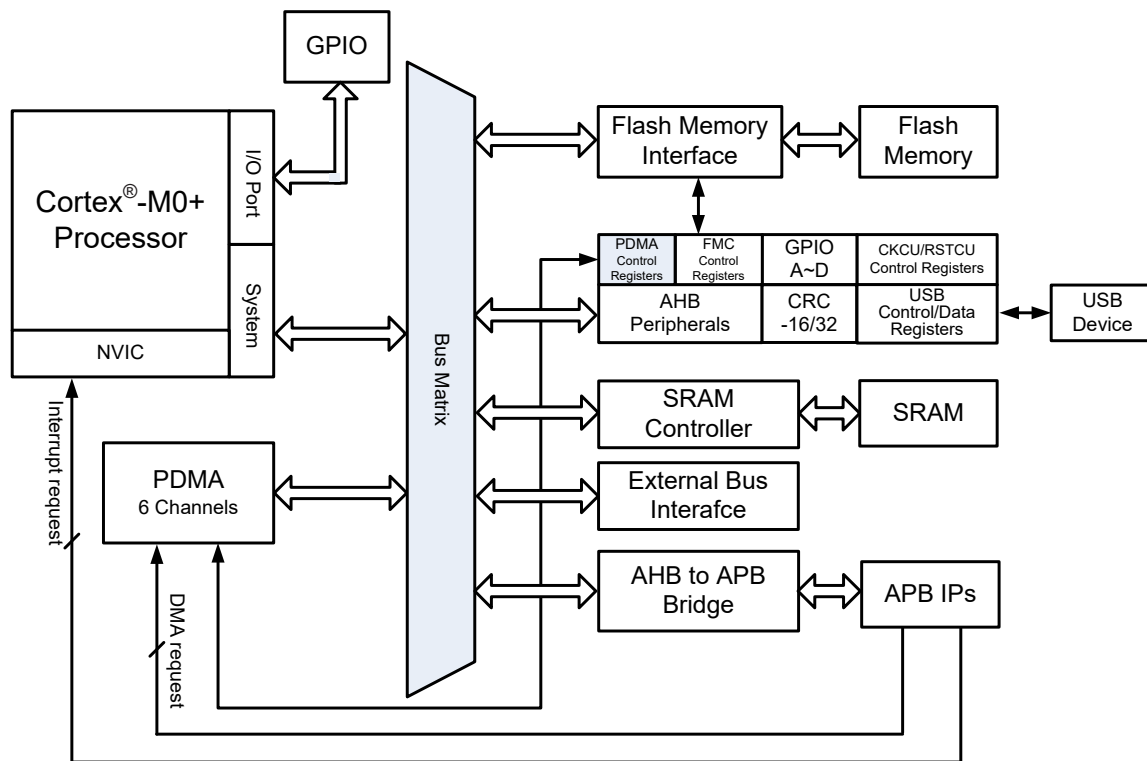 GPIO
Cortex®-M0+
Processor
I/O Port
System
NVIC
Bus Matrix
Flash Memory
Interface
Flash
Memory
PDMA
Control
Registers
FMC
Control
Registers
GPIO
A~D
CKCU/RSTCU
Control Registers
AHB
Peripherals
CRC
-16/32
USB
Control/Data
Registers
USB
Device
SRAM
Controller
SRAM
Interrupt request
PDMA
6 Channels
External Bus
Interafce
DMA request
AHB to APB
Bridge
APB IPs